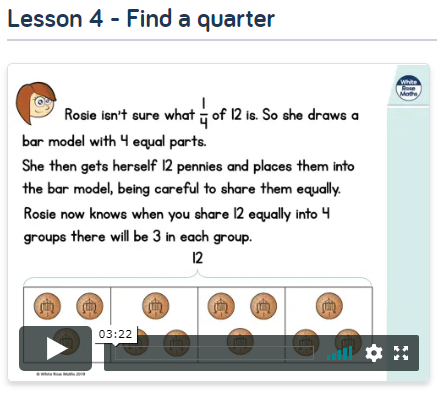 Lesson 4 - Find a quarter
White
Rose
Maths
Rosie isn't sure what 1/4 of 12 is. So she draws a
bar model with 4 equal parts.
She then gets herself 12 pennies and places them into
the bar model, being careful to share them equally.
Rosie now knows when you share 12 equally into 4
groups there will be 3 in each group.
12
03:22
© White Rose Maths 2019